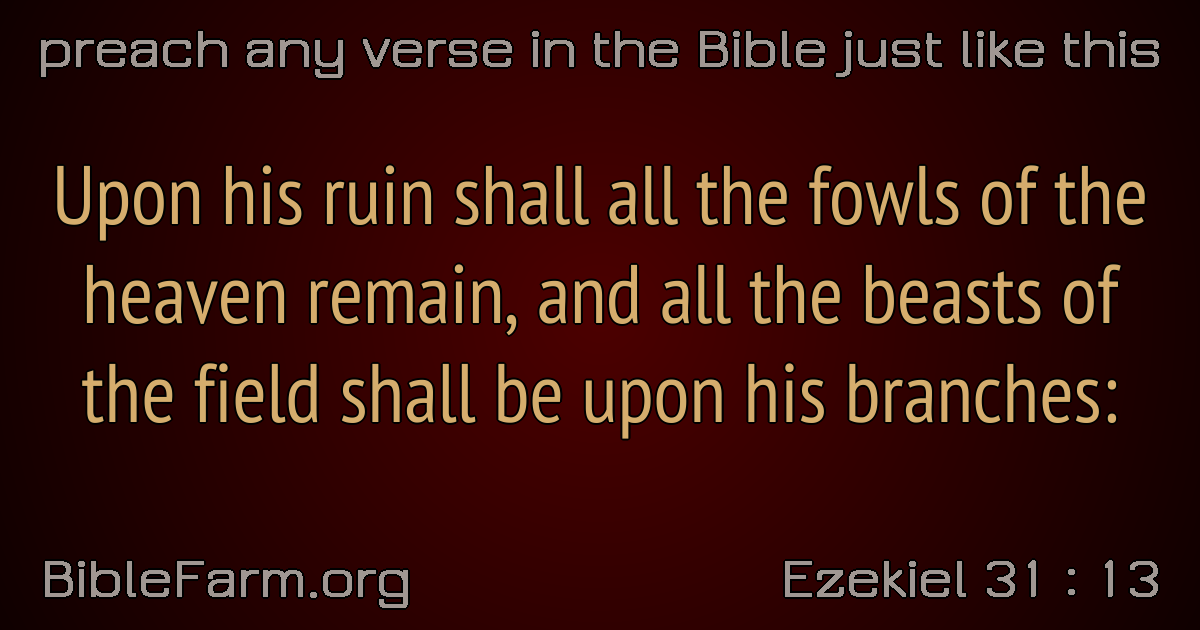 preach any verse in the Bible just like this
Upon his ruin shall all the fowls of the
heaven remain, and all the beasts of
the field shall be upon his branches:
BibleFarm.org
Ezekiel 31 : 13